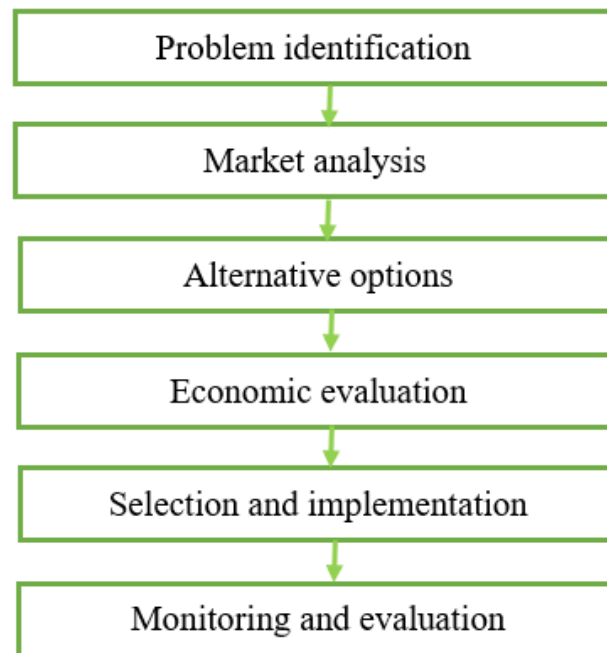 Problem identification
Market analysis
Alternative options
Economic evaluation
Selection and implementation
Monitoring and evaluation